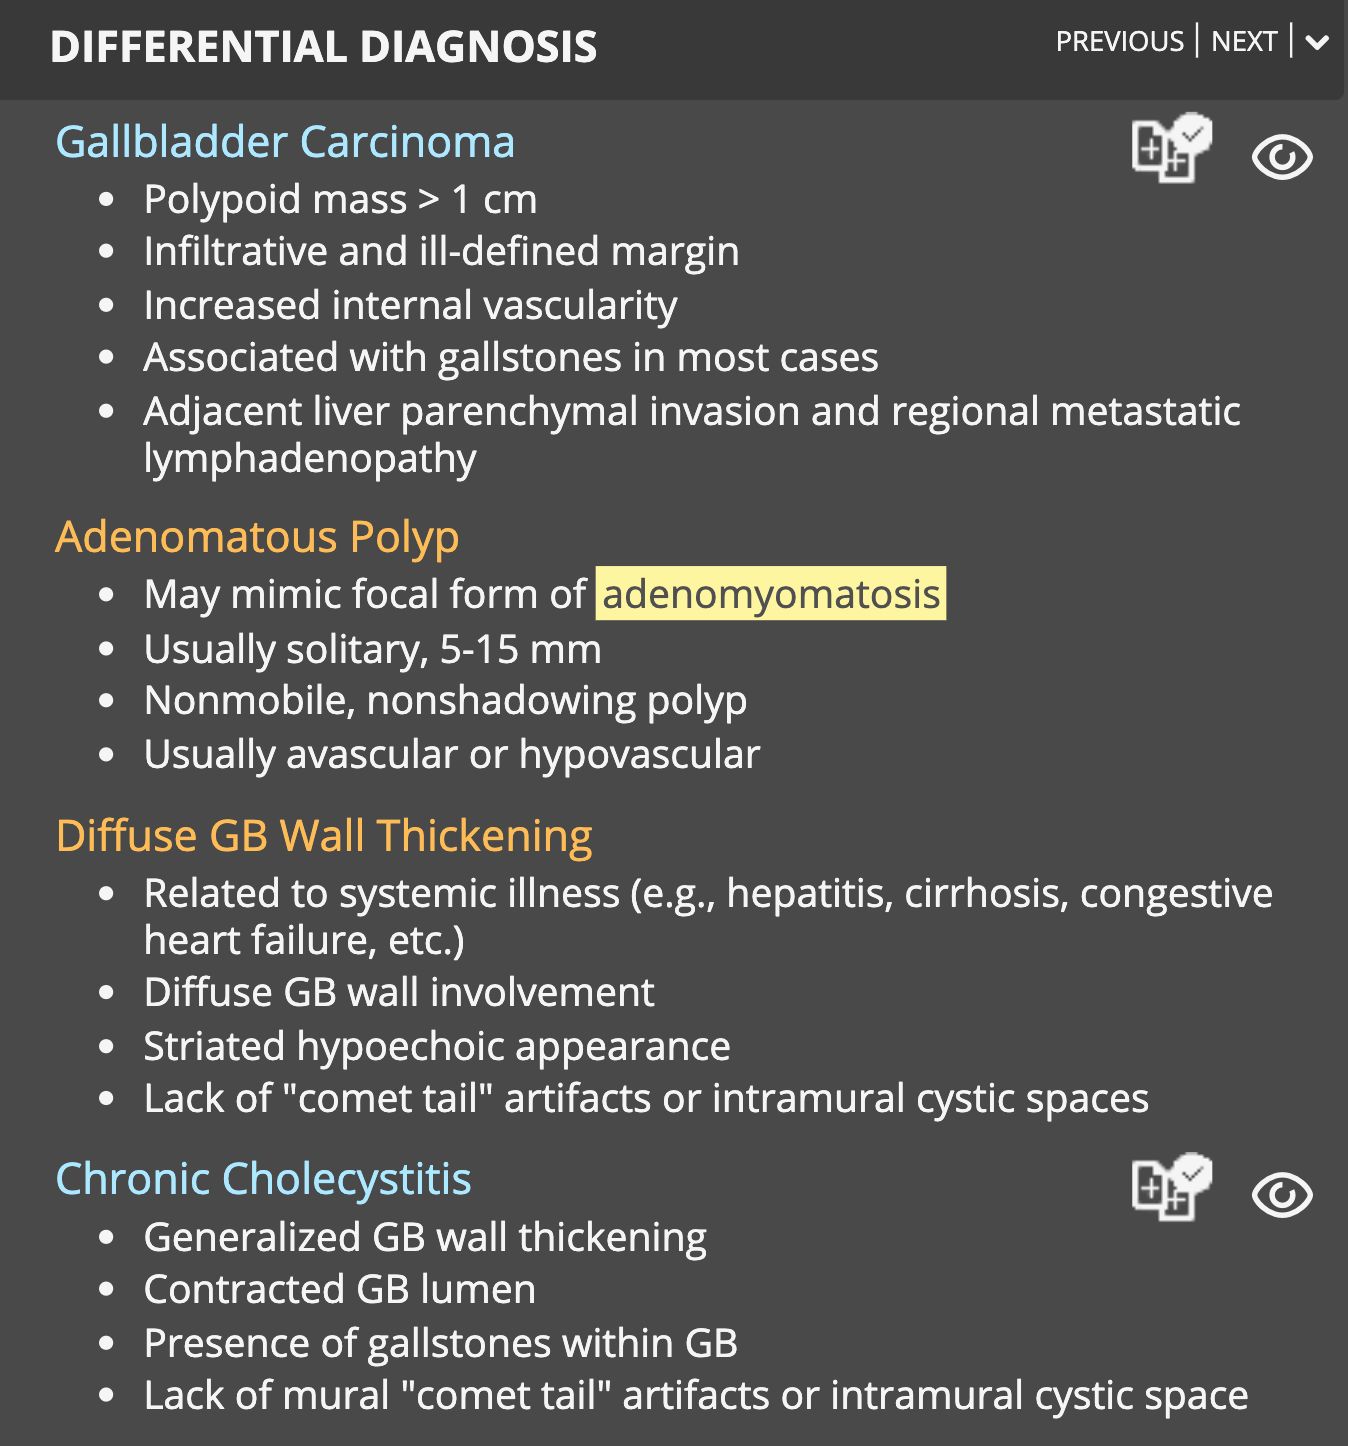 DIFFERENTIAL DIAGNOSIS
PREVIOUS | NEXT |
Gallbladder Carcinoma
• Polypoid mass > 1 cm
• Infiltrative and ill-defined margin
• Increased internal vascularity
• Associated with gallstones in most cases
• Adjacent liver parenchymal invasion and regional metastatic
lymphadenopathy
Adenomatous Polyp
• May mimic focal form of adenomyomatosis
• Usually solitary, 5-15 mm
• Nonmobile, nonshadowing polyp
• Usually avascular or hypovascular
Diffuse GB Wall Thickening
• Related to systemic illness (e.g., hepatitis, cirrhosis, congestive
heart failure, etc.)
• Diffuse GB wall involvement
• Striated hypoechoic appearance
• Lack of "comet tail" artifacts or intramural cystic spaces
Chronic Cholecystitis
• Generalized GB wall thickening
• Contracted GB lumen
• Presence of gallstones within GB
• Lack of mural "comet tail" artifacts or intramural cystic space